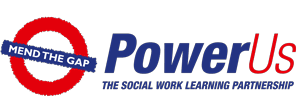 MEND THE GAP
PowerUs
THE SOCIAL WORK LEARNING PARTNERSHIP